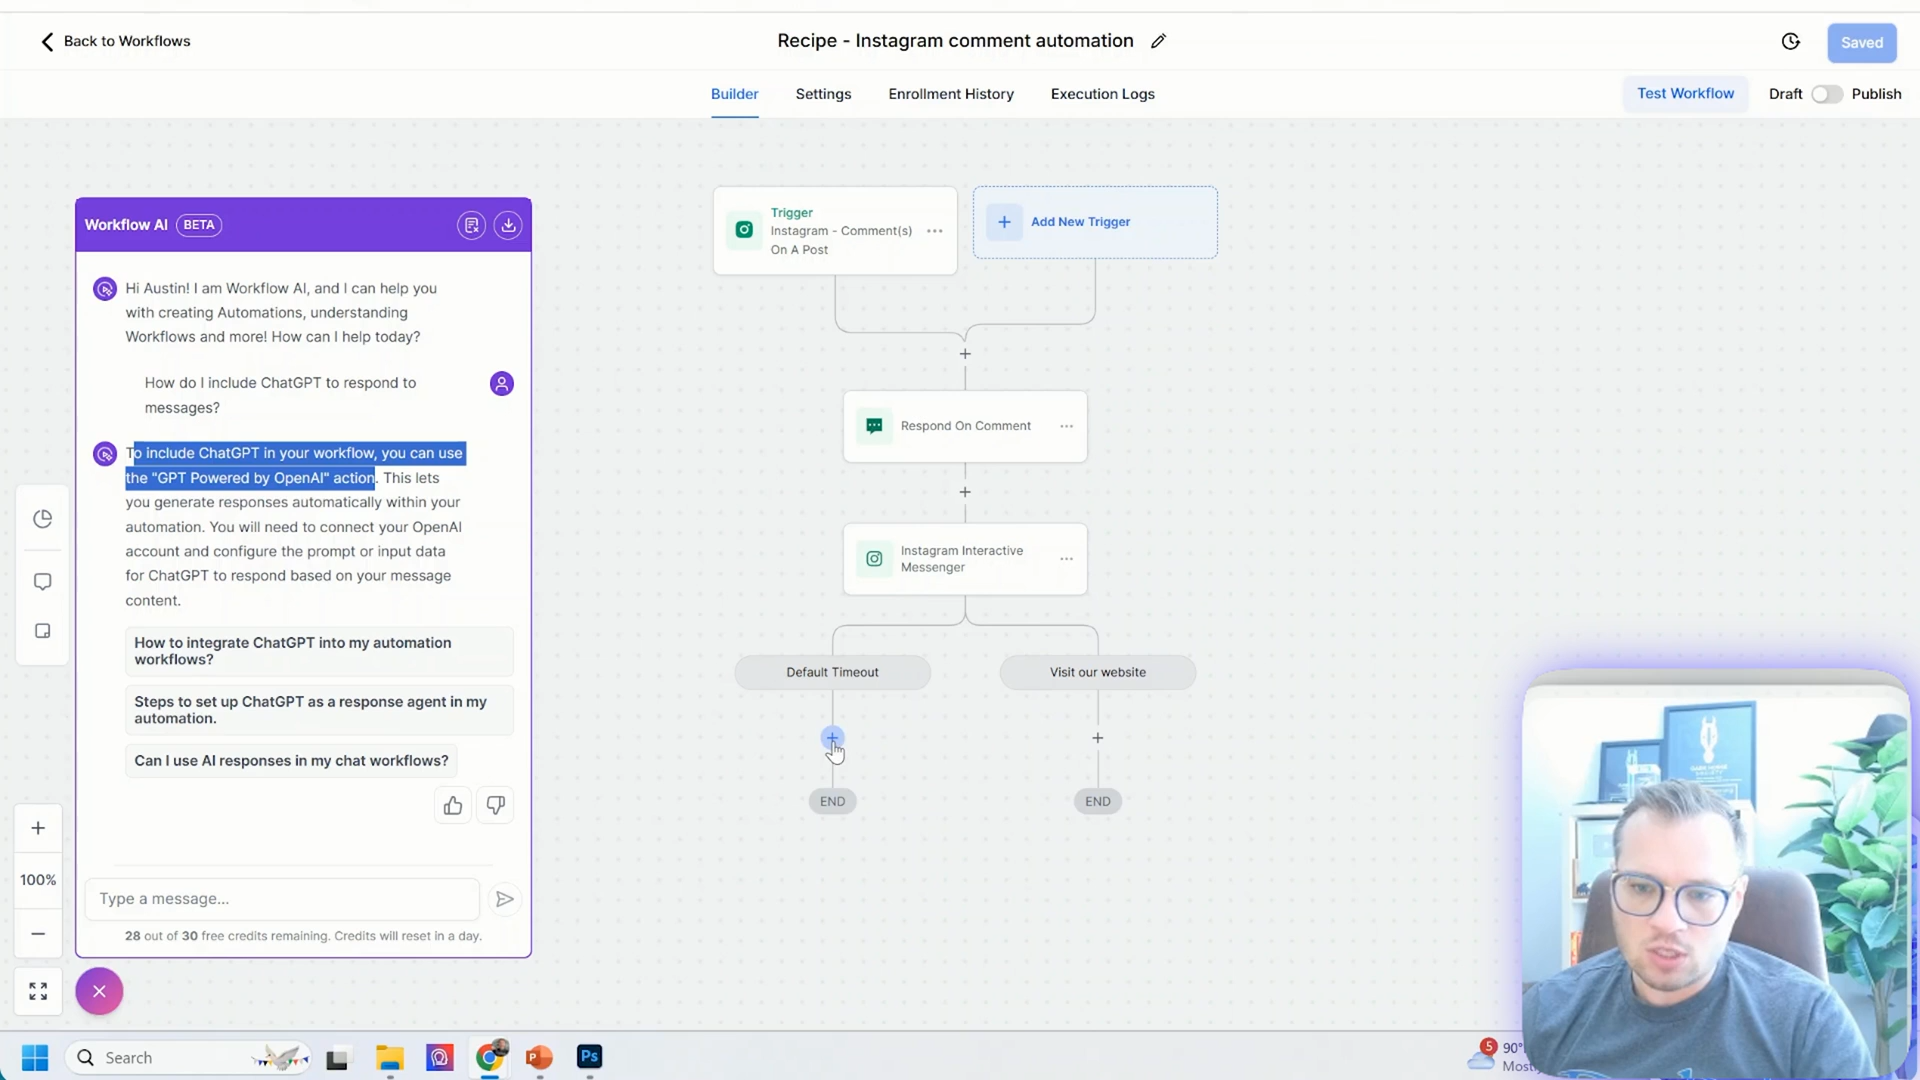 Back to Workflows
Recipe - Instagram comment automation
Saved
Builder
Settings
Enrollment History
Execution Logs
Test Workflow
Draft
Publish
Workflow AI
BETA
Hi Austin! I am Workflow AI, and I can help you
with creating Automations, understanding
Workflows and more! How can I help today?
How do I include ChatGPT to respond to
messages?
To include ChatGPT in your workflow, you can use
the "GPT Powered by OpenAI" action. This lets
you generate responses automatically within your
automation. You will need to connect your OpenAI
account and configure the prompt or input data
for ChatGPT to respond based on your message
content.
How to integrate ChatGPT into my automation
workflows?
Steps to set up ChatGPT as a response agent in my
automation.
Can I use AI responses in my chat workflows?
Type a message...
28 out of 30 free credits remaining. Credits will reset in a day.
100%
Trigger
Instagram - Comment(s)
On A Post
Add New Trigger
Respond On Comment
Instagram Interactive
Messenger
Default Timeout
Visit our website
END
END
Search
Ps
5
90°